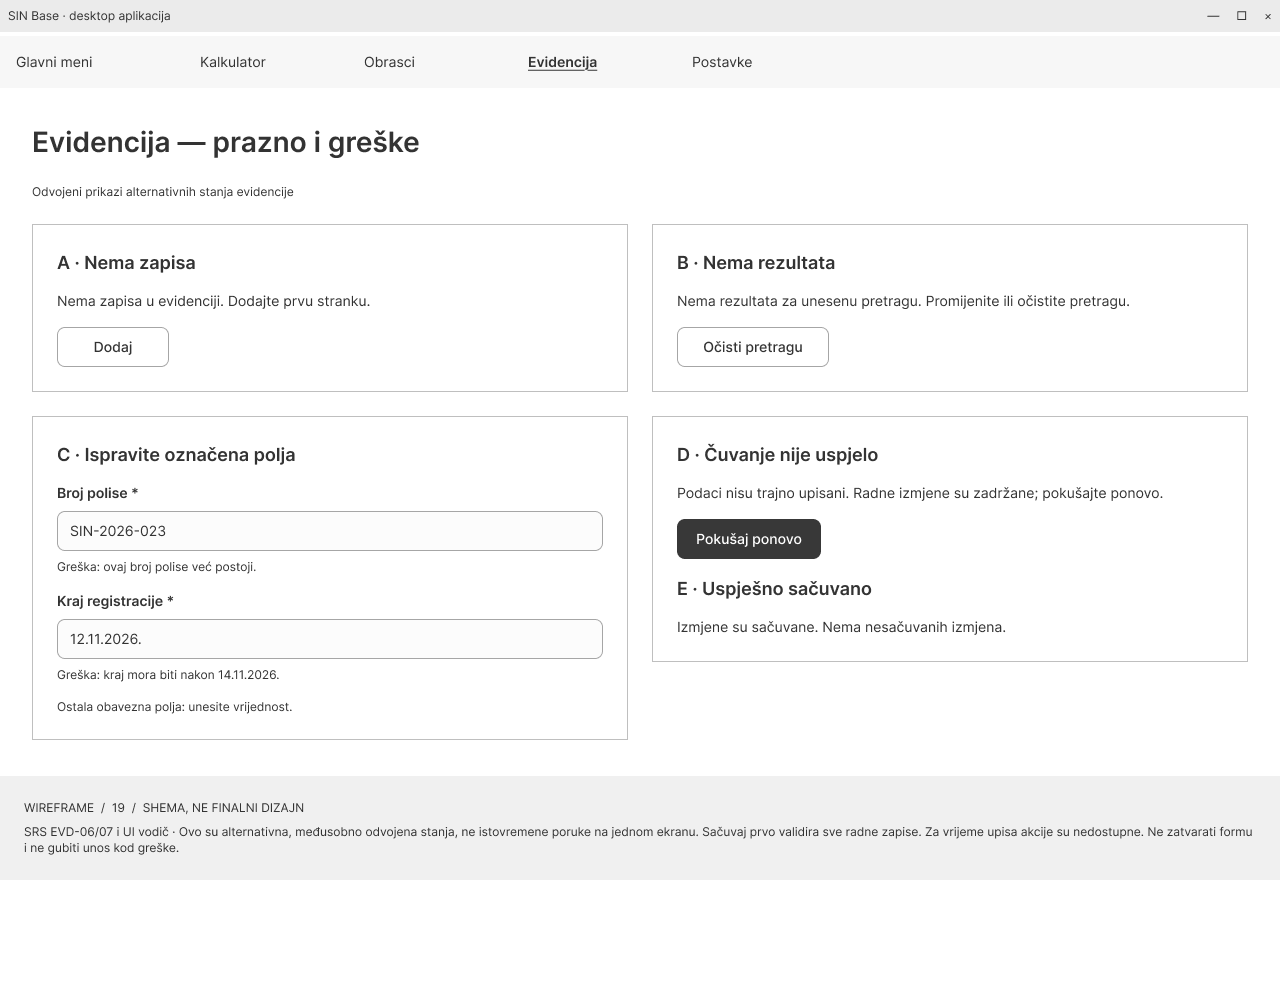 SIN Base · desktop aplikacija
Glavni meni
Kalkulator
Obrasci
Evidencija
Postavke
Evidencija — prazno i greške
Odvojeni prikazi alternativnih stanja evidencije
A · Nema zapisa
Nema zapisa u evidenciji. Dodajte prvu stranku.
Dodaj
B · Nema rezultata
Nema rezultata za unesenu pretragu. Promijenite ili očistite pretragu.
Očisti pretragu
C · Ispravite označena polja
Broj polise *
SIN-2026-023
Greška: ovaj broj polise već postoji.
Kraj registracije *
12.11.2026.
Greška: kraj mora biti nakon 14.11.2026.
Ostala obavezna polja: unesite vrijednost.
D · Čuvanje nije uspjelo
Podaci nisu trajno upisani. Radne izmjene su zadržane; pokušajte ponovo.
Pokušaj ponovo
E · Uspješno sačuvano
Izmjene su sačuvane. Nema nesačuvanih izmjena.
WIREFRAME / 19 / SHEMA, NE FINALNI DIZAJN
SRS EVD-06/07 i UI vodič · Ovo su alternativna, međusobno odvojena stanja, ne istovremene poruke na jednom ekranu. Sačuvaj prvo validira sve radne zapise. Za vrijeme upisa akcije su nedostupne. Ne zatvarati formu
i ne gubiti unos kod greške.